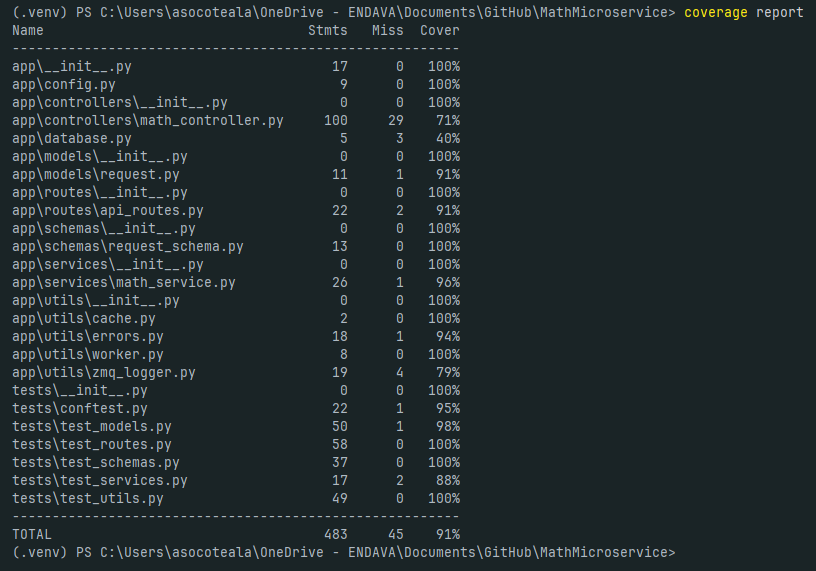 (.venv) PS C:\Users\asocoteala\OneDrive - ENDAVA\Documents\GitHub\MathMicroservice> coverage report
Name                                 Stmts   Miss  Cover
--------------------------------------------------------
app\__init__.py                         17      0   100%
app\config.py                            9      0   100%
app\controllers\__init__.py              0      0   100%
app\controllers\math_controller.py     100     29    71%
app\database.py                          5      3    40%
app\models\__init__.py                   0      0   100%
app\models\request.py                   11      1    91%
app\routes\__init__.py                   0      0   100%
app\routes\api_routes.py                22      2    91%
app\schemas\__init__.py                  0      0   100%
app\schemas\request_schema.py           13      0   100%
app\services\__init__.py                 0      0   100%
app\services\math_service.py            26      1    96%
app\utils\__init__.py                    0      0   100%
app\utils\cache.py                       2      0   100%
app\utils\errors.py                     18      1    94%
app\utils\worker.py                      8      0   100%
app\utils\zmq_logger.py                 19      4    79%
tests\__init__.py                        0      0   100%
tests\conftest.py                       22      1    95%
tests\test_models.py                    50      1    98%
tests\test_routes.py                    58      0   100%
tests\test_schemas.py                   37      0   100%
tests\test_services.py                  17      2    88%
tests\test_utils.py                     49      0   100%
--------------------------------------------------------
TOTAL                                  483     45    91%
(.venv) PS C:\Users\asocoteala\OneDrive - ENDAVA\Documents\GitHub\MathMicroservice>